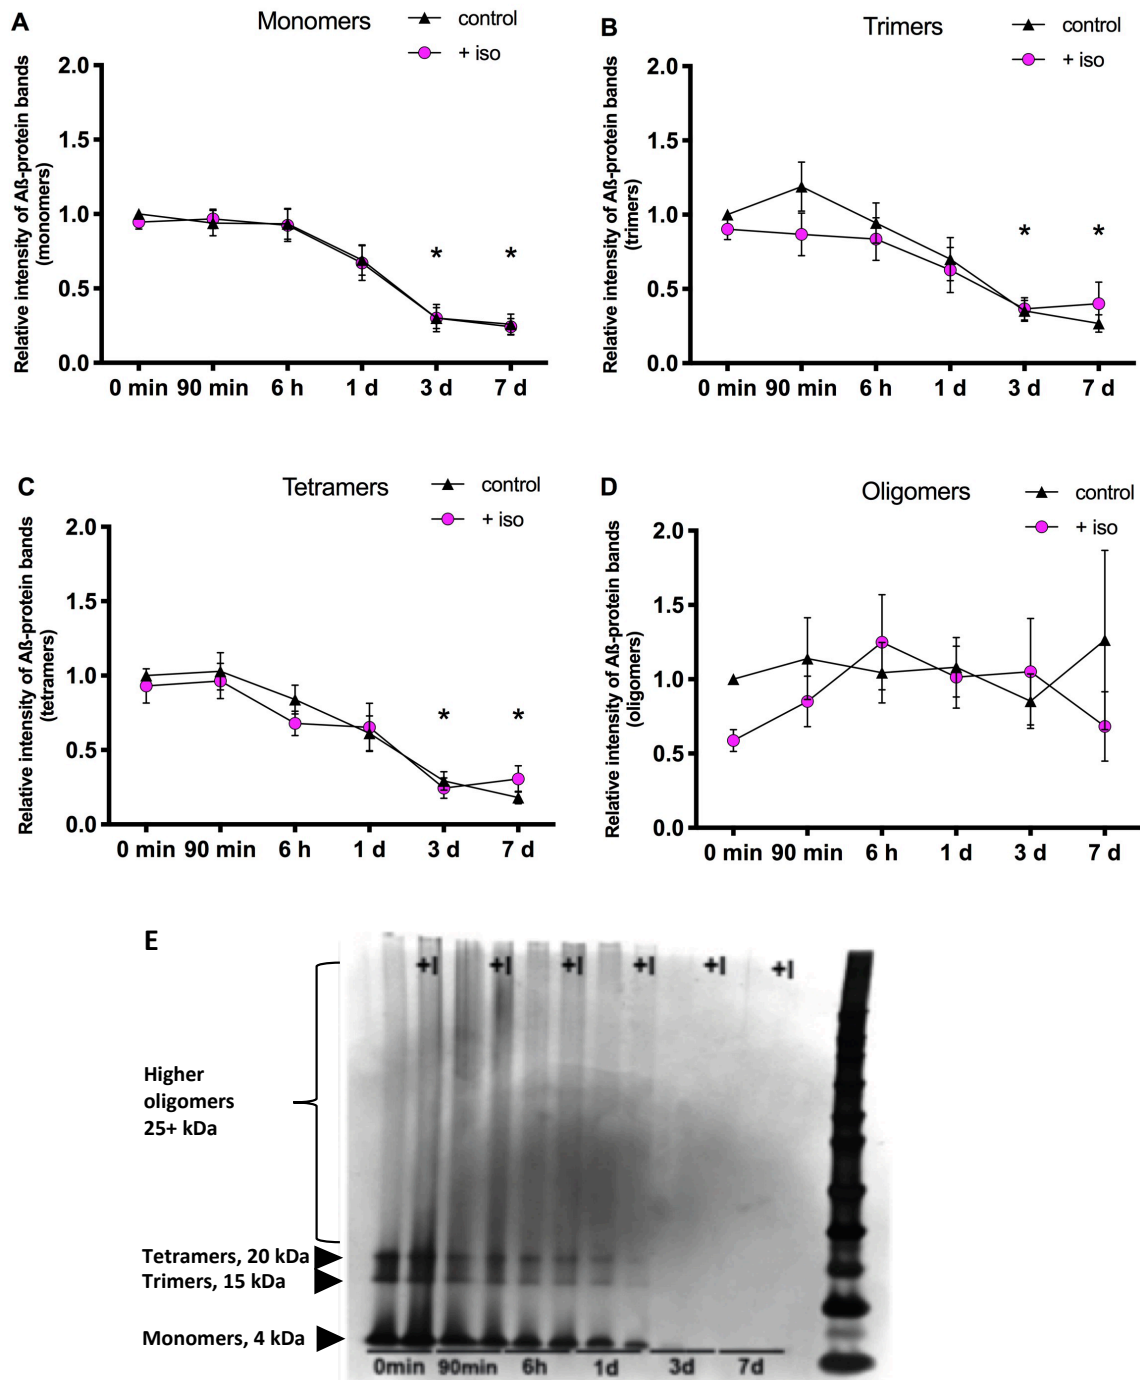 A
Monomers
control
+ iso
Relative intensity of Aß-protein bands
(monomers)
2.0
1.5
1.0
0.5
0.0
*
*
0 min
90 min
6 h
1 d
3 d
7 d
B
Trimers
control
+ iso
Relative intensity of Aß-protein bands
(trimers)
2.0
1.5
1.0
0.5
0.0
*
*
0 min
90 min
6 h
1 d
3 d
7 d
C
Tetramers
control
+ iso
Relative intensity of Aß-protein bands
(tetramers)
2.0
1.5
1.0
0.5
0.0
*
*
0 min
90 min
6 h
1 d
3 d
7 d
D
Oligomers
control
+ iso
Relative intensity of Aß-protein bands
(oligomers)
2.0
1.5
1.0
0.5
0.0
0 min
90 min
6 h
1 d
3 d
7 d
E
+I
+I
+I
+I
+I
+I
Higher
oligomers
25+ kDa
Tetramers, 20 kDa
Trimers, 15 kDa
Monomers, 4 kDa
0min
90min
6h
1d
3d
7d